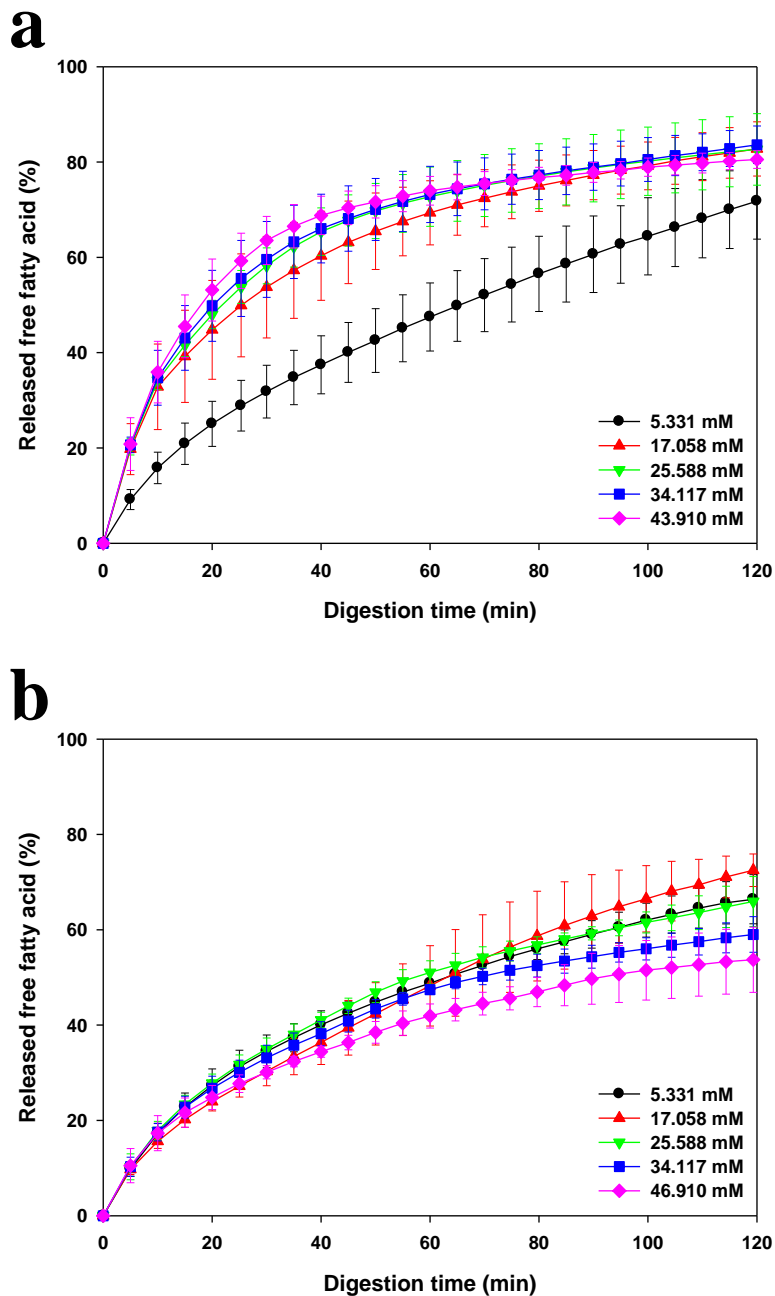 a
100
80
60
40
20
0
Released free fatty acid (%)
5.331 mM
17.058 mM
25.588 mM
34.117 mM
43.910 mM
0 20 40 60 80 100 120
Digestion time (min)
b
100
80
60
40
20
0
Released free fatty acid (%)
5.331 mM
17.058 mM
25.588 mM
34.117 mM
46.910 mM
0 20 40 60 80 100 120
Digestion time (min)